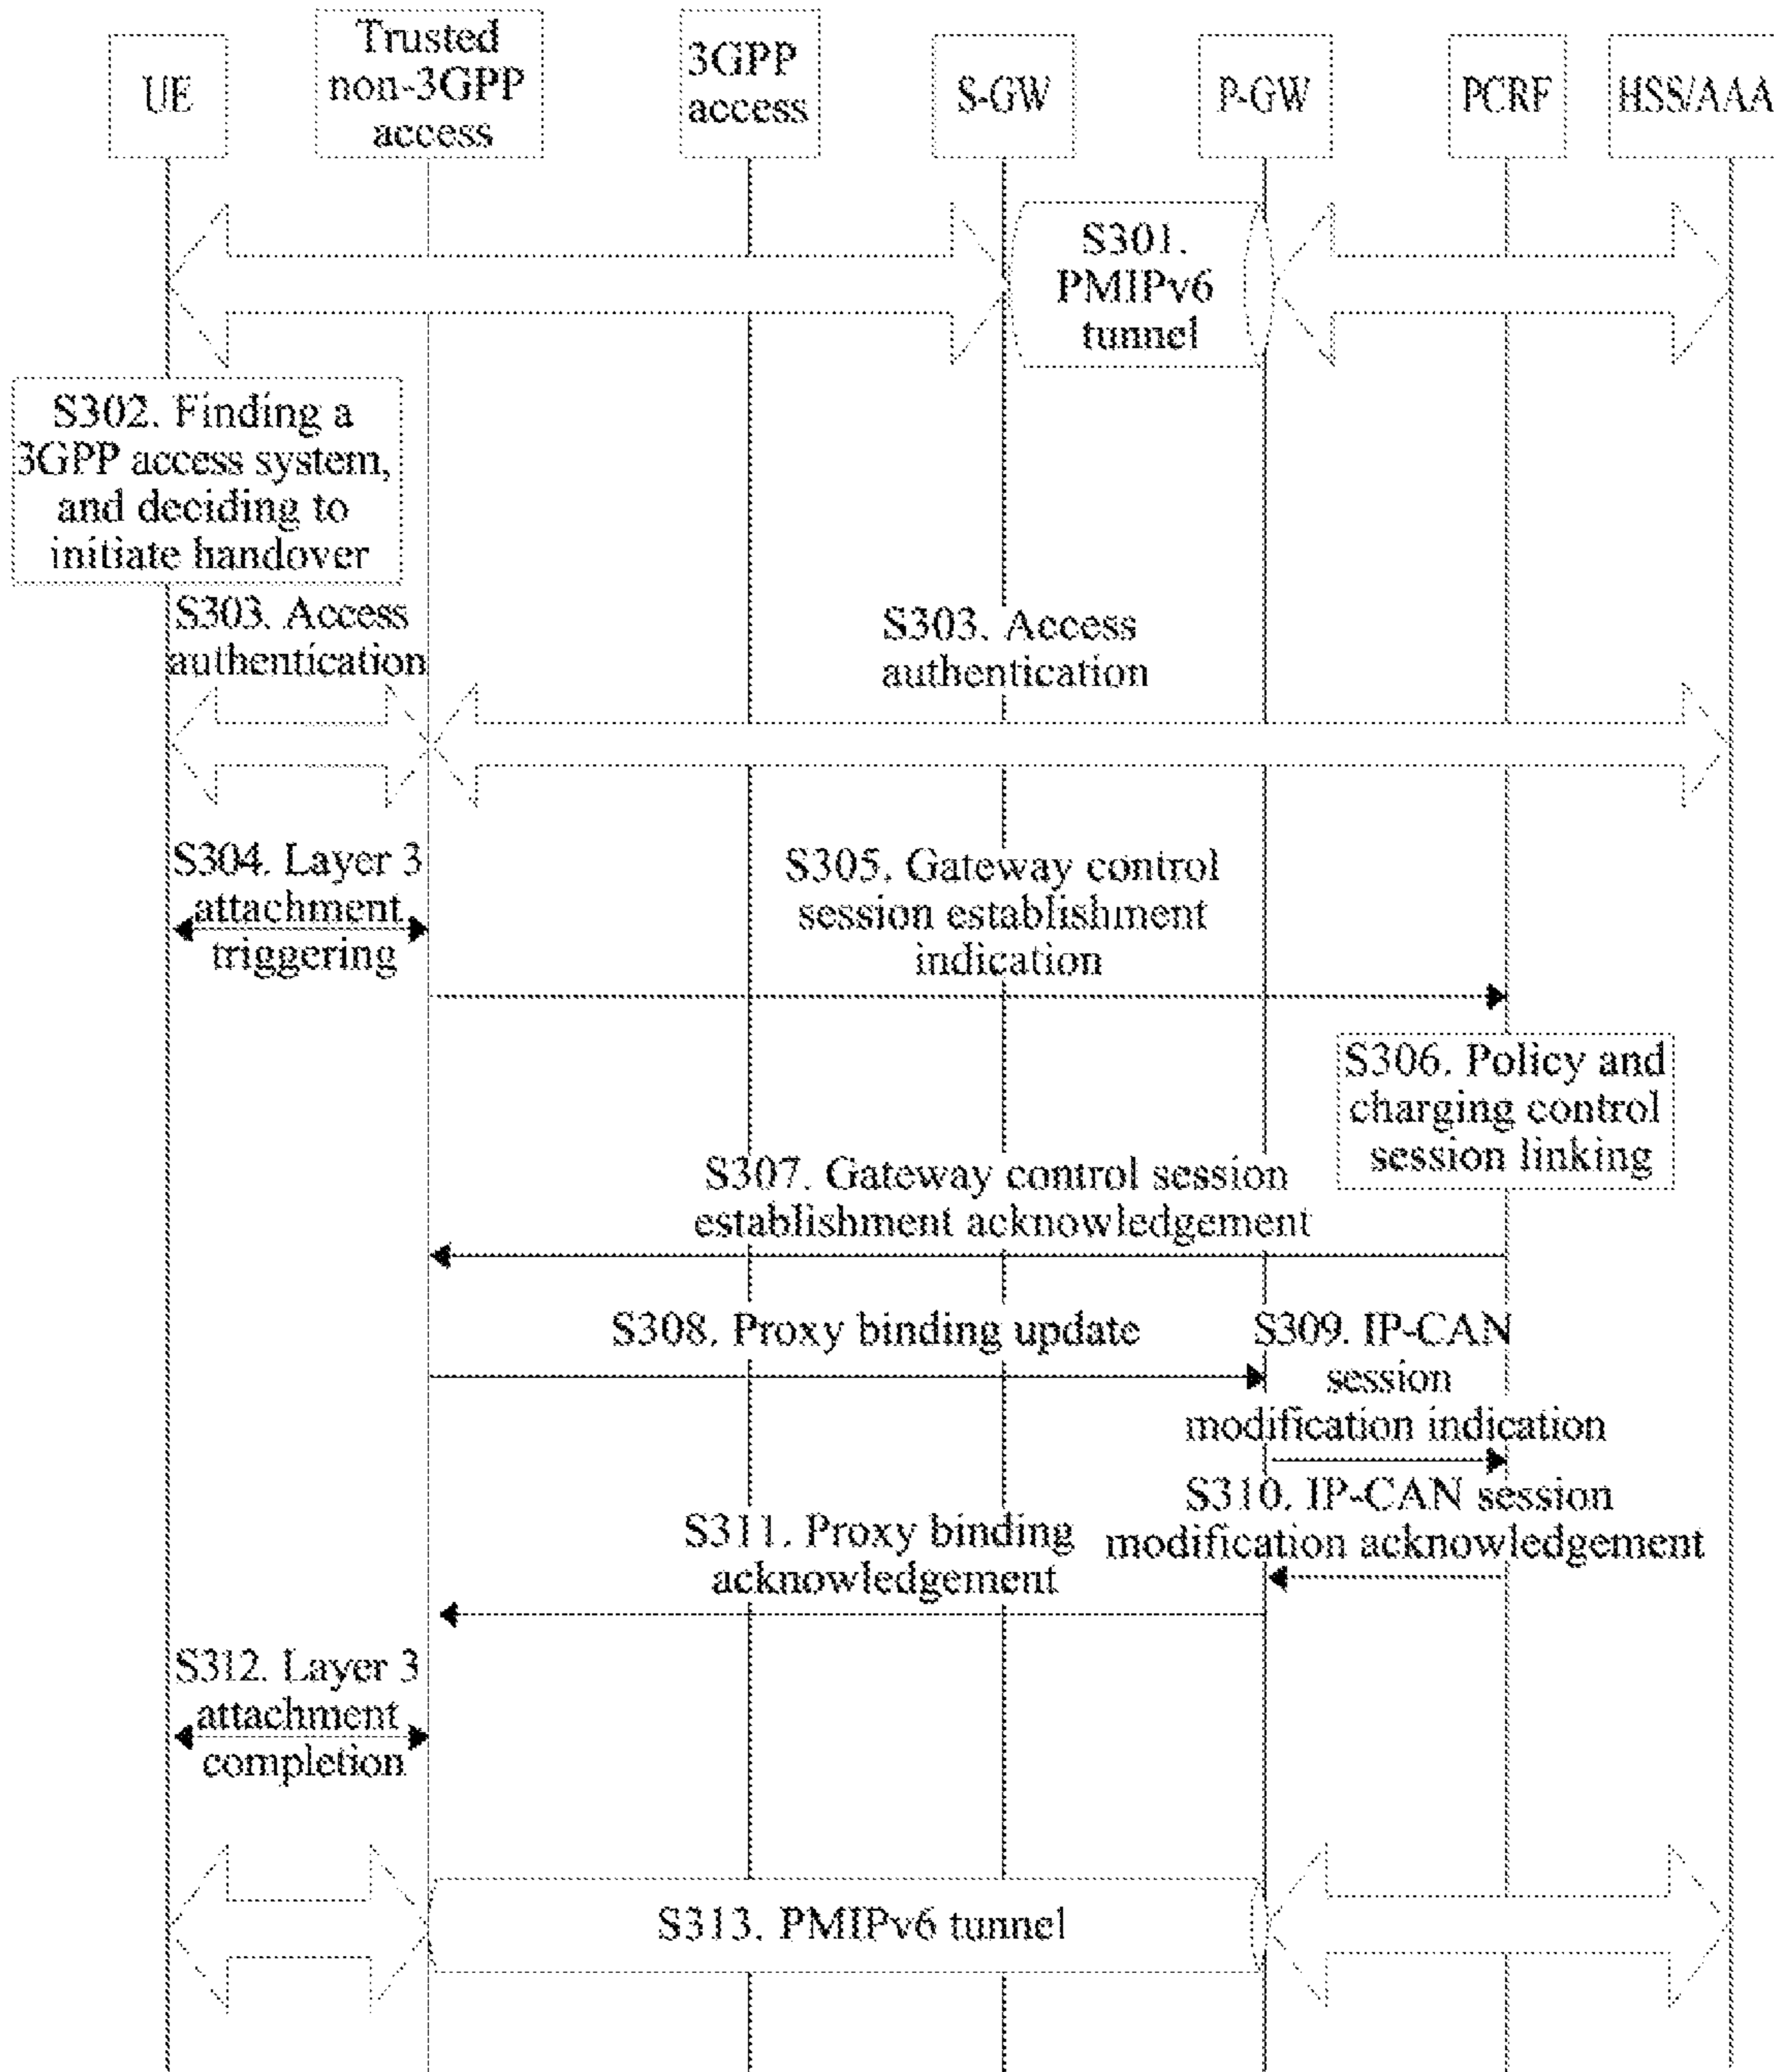 UE
Trusted
non-3GPP
access
3GPP
access
S-GW
P-GW
PCRF
HSS/AAA
S301.
PMIPv6
tunnel
S302. Finding a
3GPP access system,
and deciding to
initiate handover
S303. Access
authentication
S303. Access
authentication
S304. Layer 3
attachment
triggering
S305. Gateway control
session establishment
indication
S306. Policy and
charging control
session linking
S307. Gateway control session
establishment acknowledgement
S308. Proxy binding update
S309. IP-CAN
session
modification indication
S310. IP-CAN session
modification acknowledgement
S311. Proxy binding
acknowledgement
S312. Layer 3
attachment
completion
S313. PMIPv6 tunnel